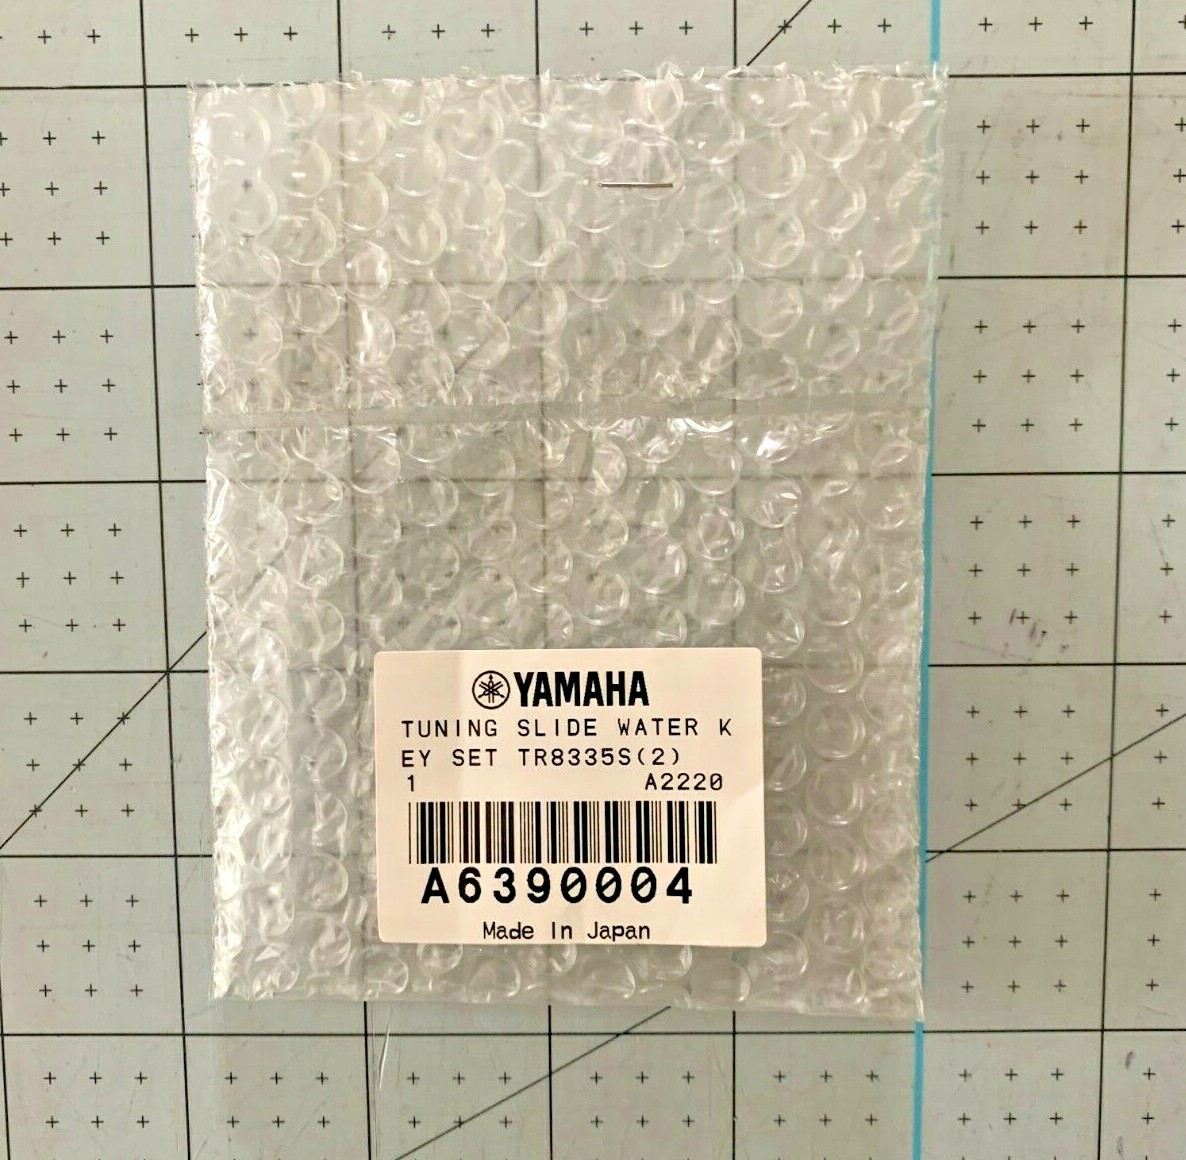 YAMAHA
TUNING SLIDE WATER K
EY SET TR8335S(2)
1 A2220
A6390004
Made In Japan